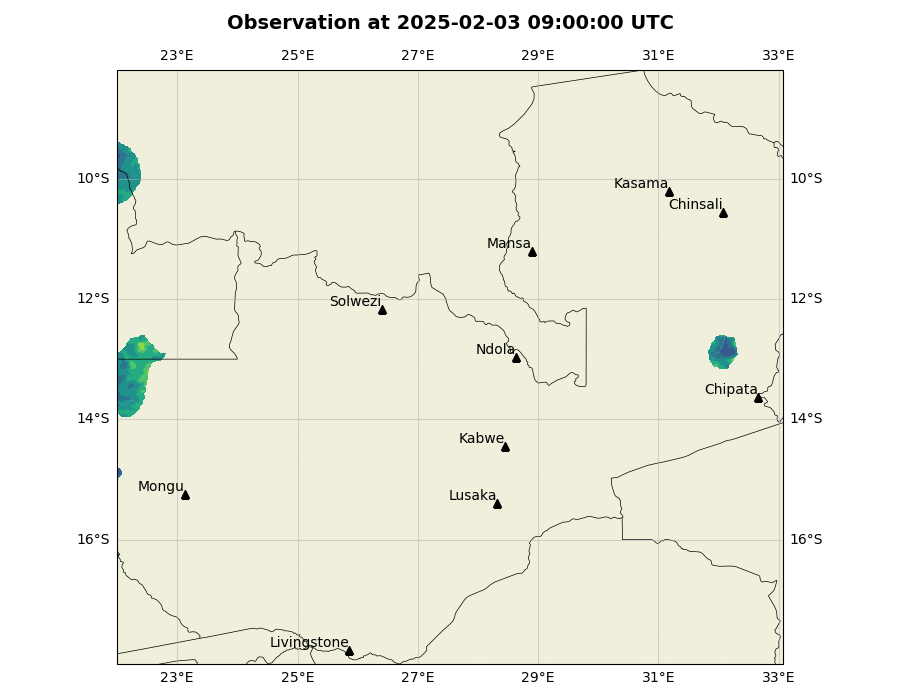 Observation at 2025-02-03 09:00:00 UTC
23°E 25°E 27°E 29°E 31°E 33°E
10°S 10°S
Kasama
Chinsali
Mansa
12°S 12°S
Solwezi
Ndola
Chipata
14°S 14°S
Kabwe
Mongu
Lusaka
16°S 16°S
Livingstone
23°E 25°E 27°E 29°E 31°E 33°E